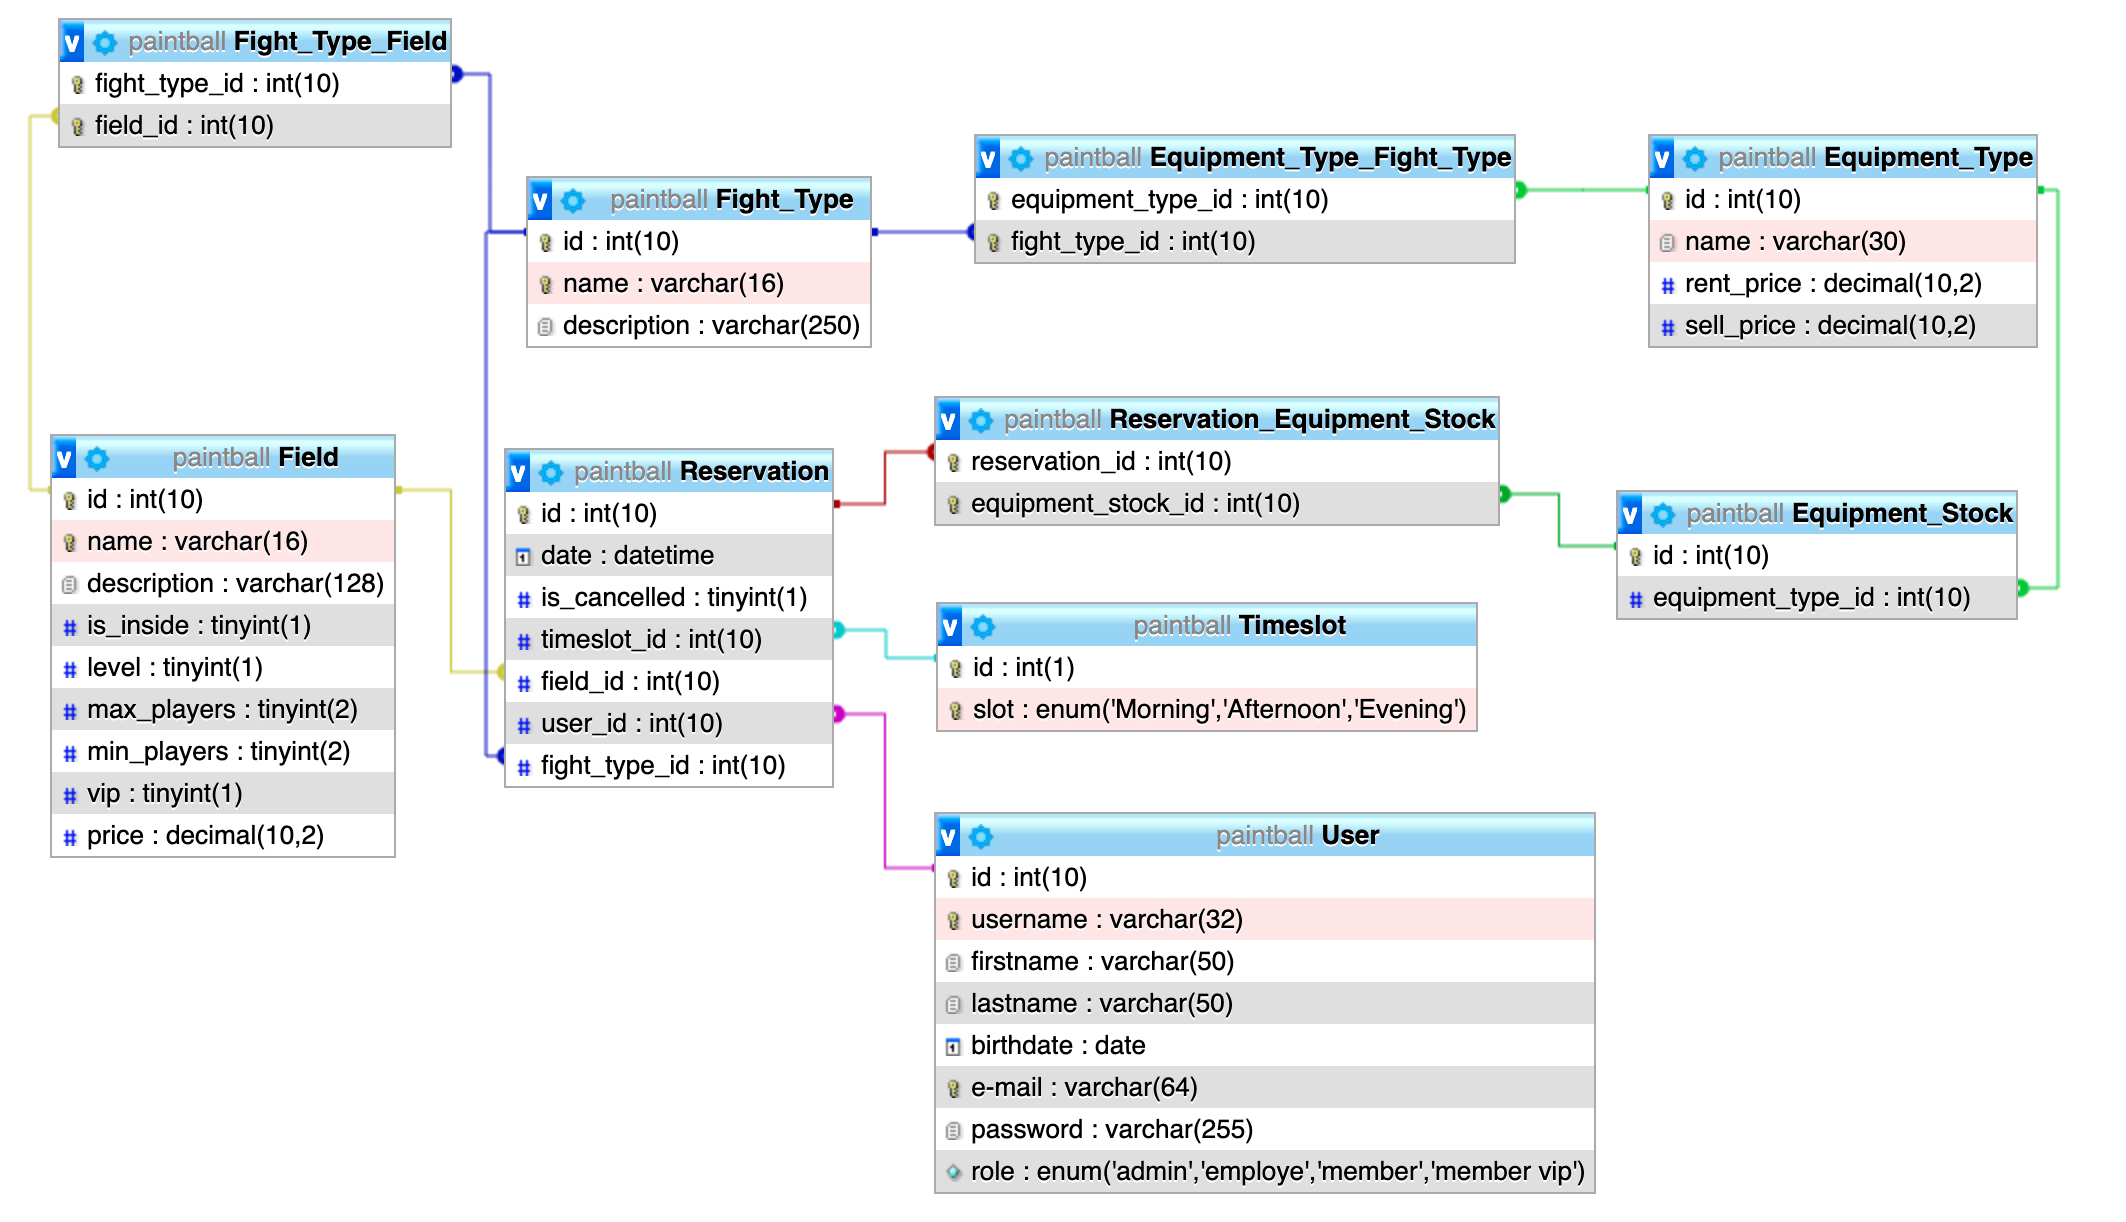 paintball Fight_Type_Field
fight_type_id : int(10)
field_id : int(10)
paintball Fight_Type
id : int(10)
name : varchar(16)
description : varchar(250)
paintball Equipment_Type_Fight_Type
equipment_type_id : int(10)
fight_type_id : int(10)
paintball Equipment_Type
id : int(10)
name : varchar(30)
rent_price : decimal(10,2)
sell_price : decimal(10,2)
paintball Field
id : int(10)
name : varchar(16)
description : varchar(128)
is_inside : tinyint(1)
level : tinyint(1)
max_players : tinyint(2)
min_players : tinyint(2)
vip : tinyint(1)
price : decimal(10,2)
paintball Reservation
id : int(10)
date : datetime
is_cancelled : tinyint(1)
timeslot_id : int(10)
field_id : int(10)
user_id : int(10)
fight_type_id : int(10)
paintball Reservation_Equipment_Stock
reservation_id : int(10)
equipment_stock_id : int(10)
paintball Equipment_Stock
id : int(10)
equipment_type_id : int(10)
paintball Timeslot
id : int(1)
slot : enum('Morning','Afternoon','Evening')
paintball User
id : int(10)
username : varchar(32)
firstname : varchar(50)
lastname : varchar(50)
birthdate : date
e-mail : varchar(64)
password : varchar(255)
role : enum('admin','employe','member','member vip')